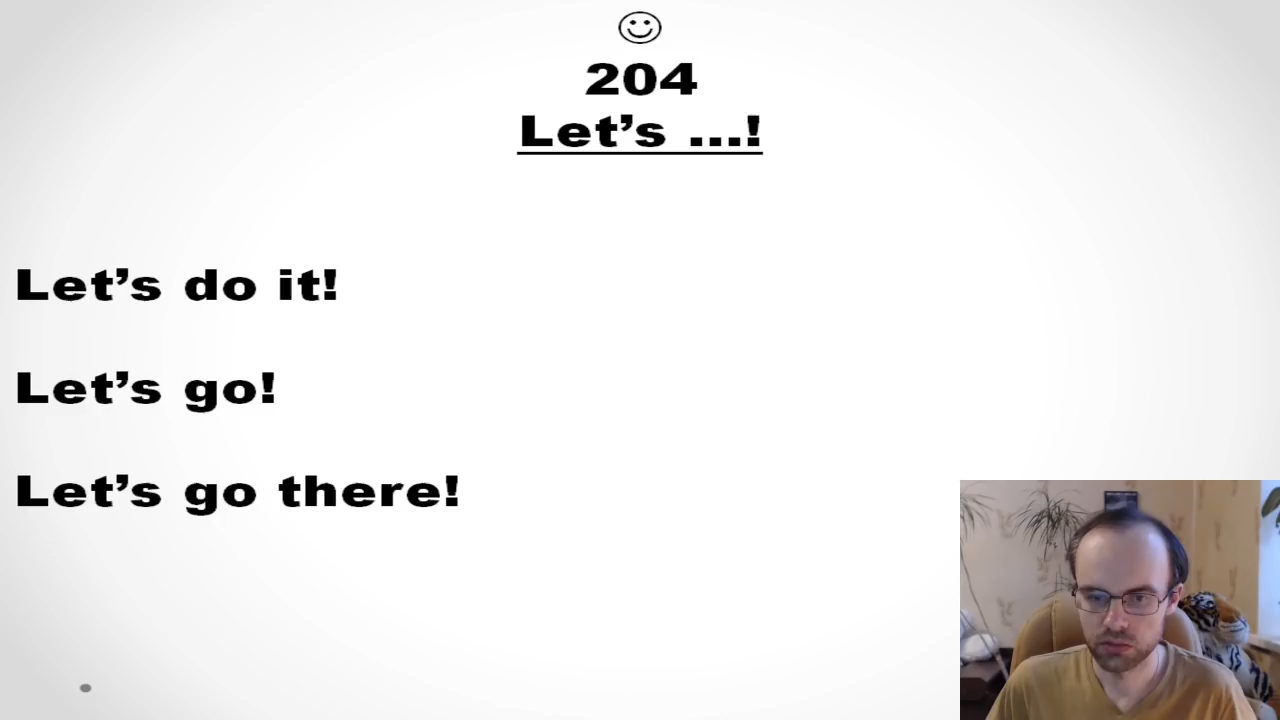 204
Let’s ...!
Let’s do it!
Let’s go!
Let’s go there!